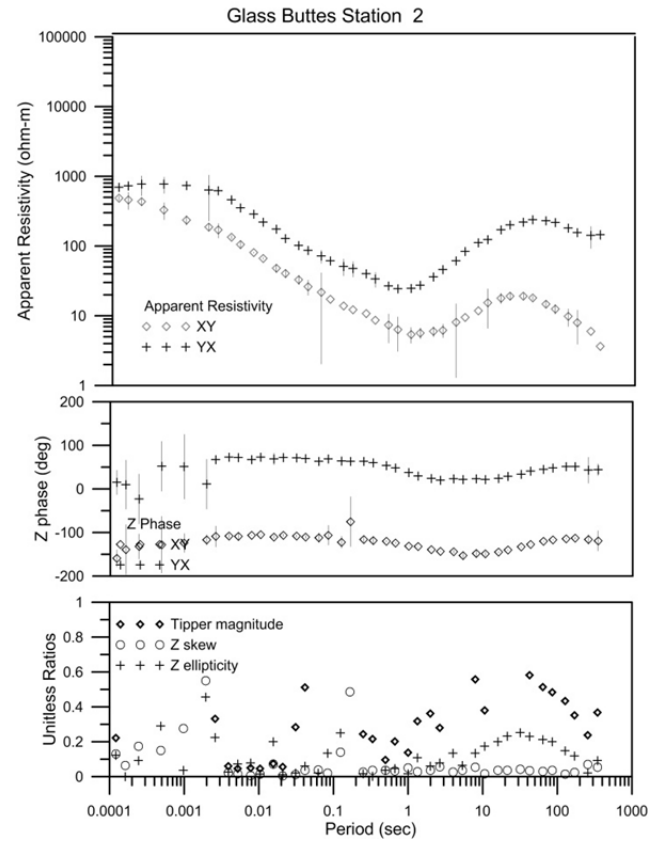 Glass Buttes Station 2
100000
10000
1000
100
10
1
Apparent Resistivity (ohm-m)
Apparent Resistivity
XY
YX
200
100
0
-100
-200
Z phase (deg)
Z Phase
XY
YX
1
0.8
0.6
0.4
0.2
0
Unitless Ratios
Tipper magnitude
Z skew
Z ellipticity
0.0001 0.001 0.01 0.1 1 10 100 1000
Period (sec)